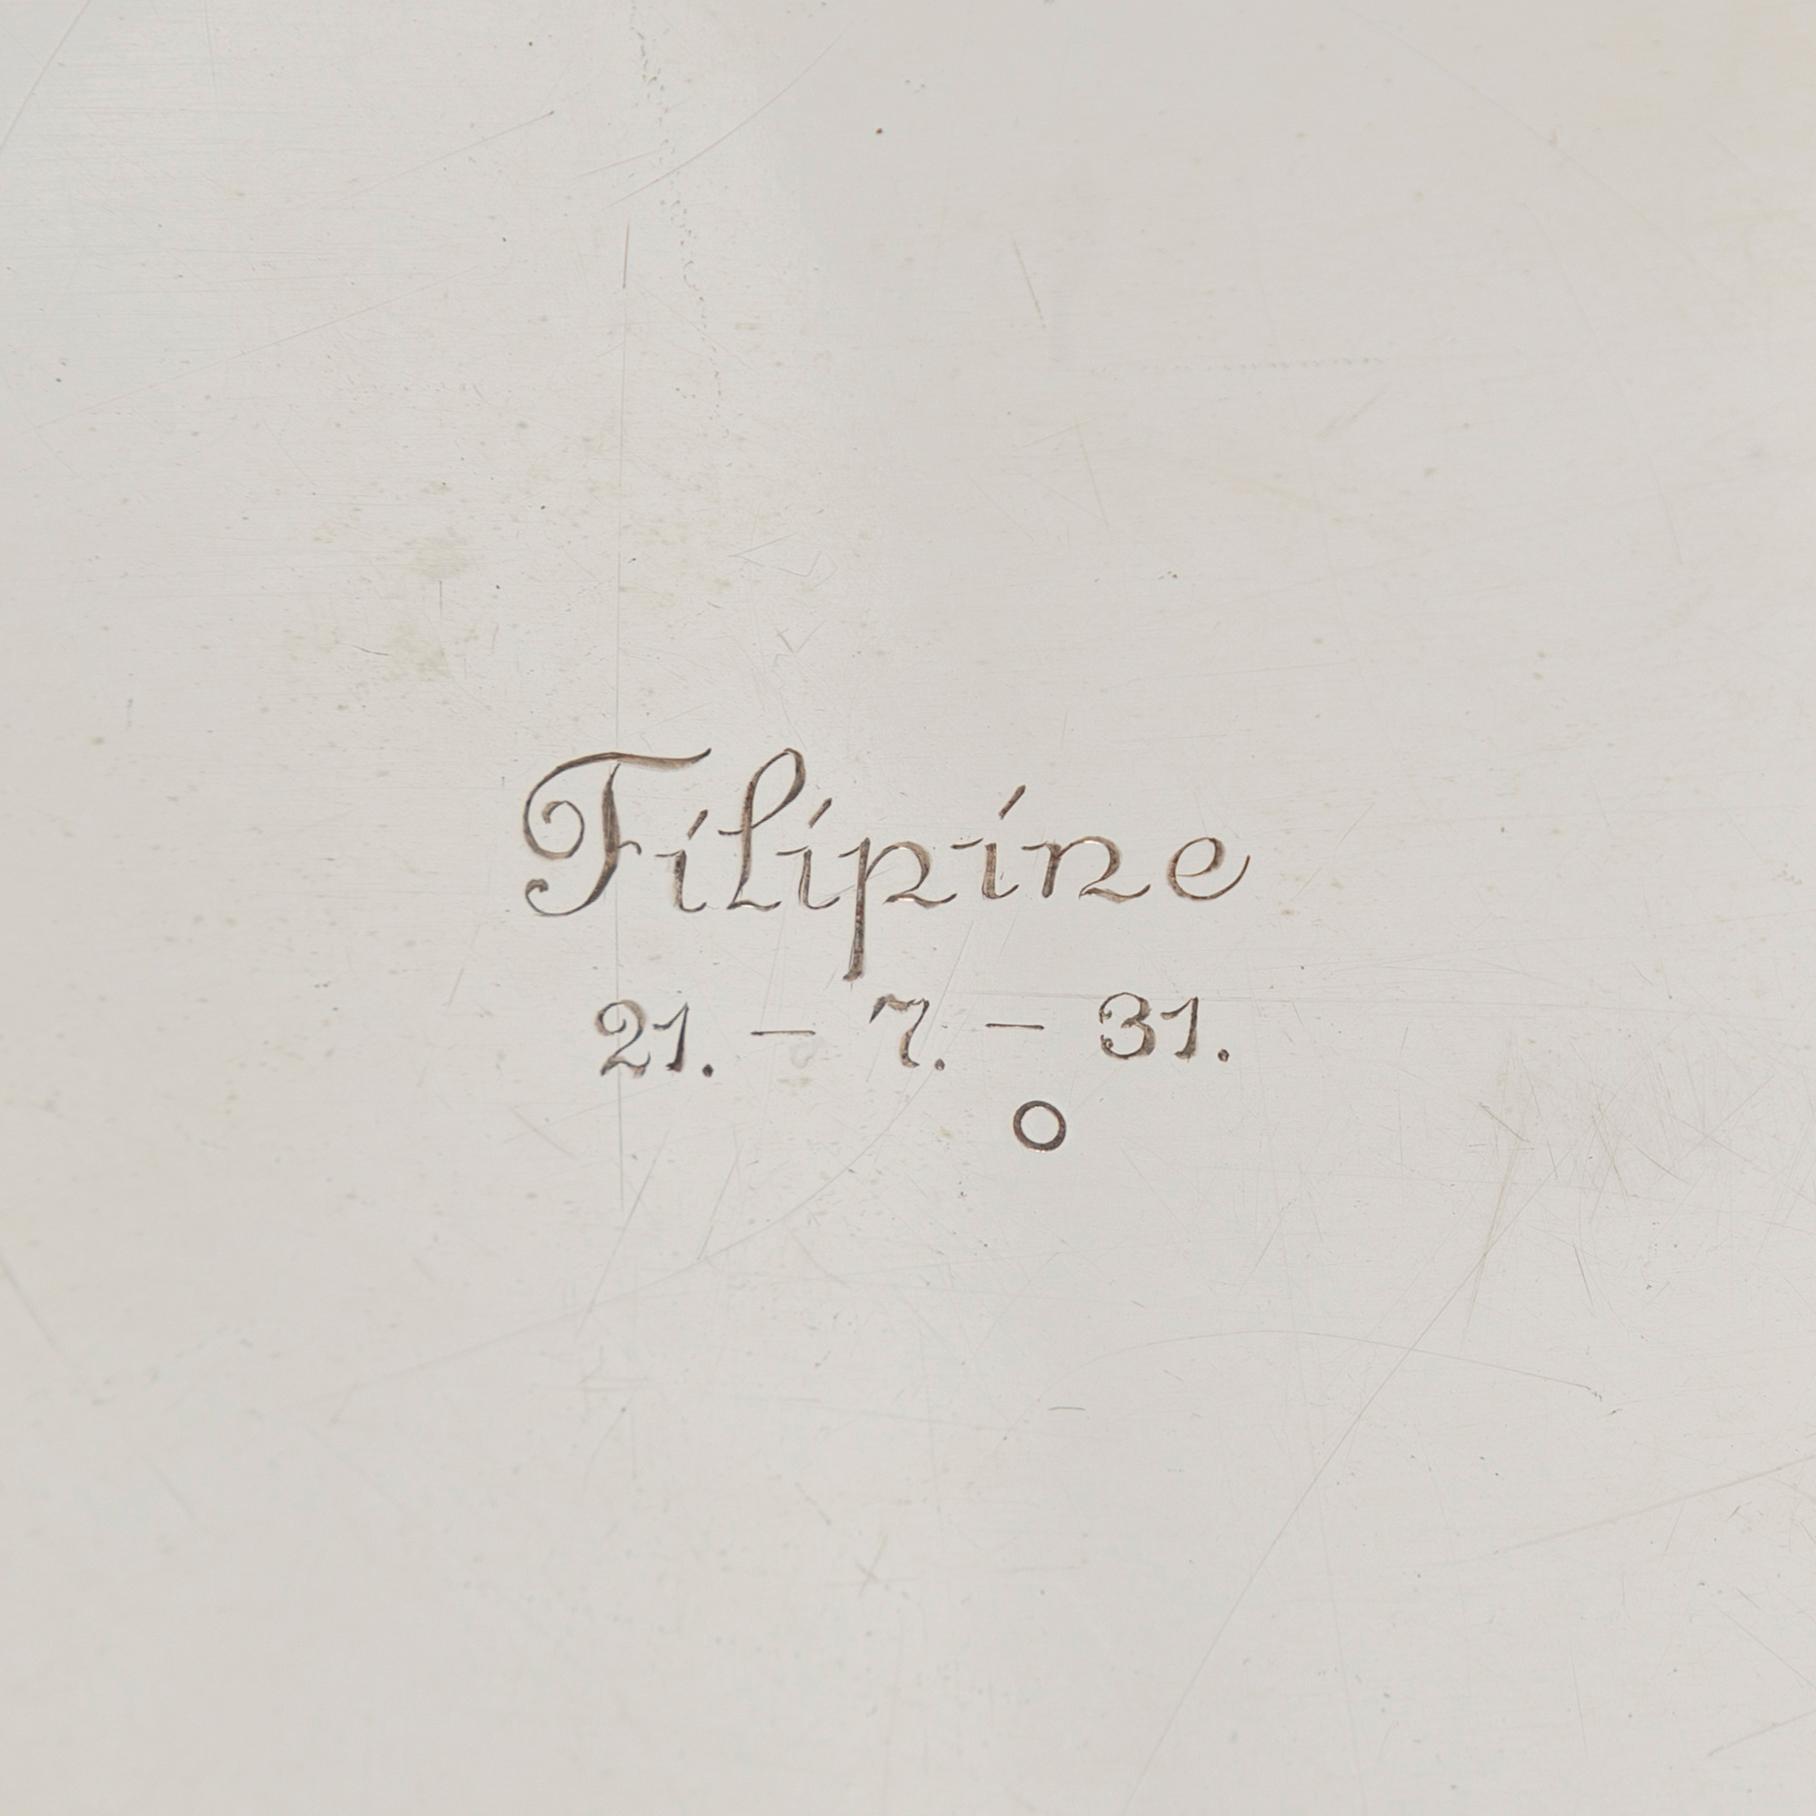 Filipine
21. – 7. – 31.
O